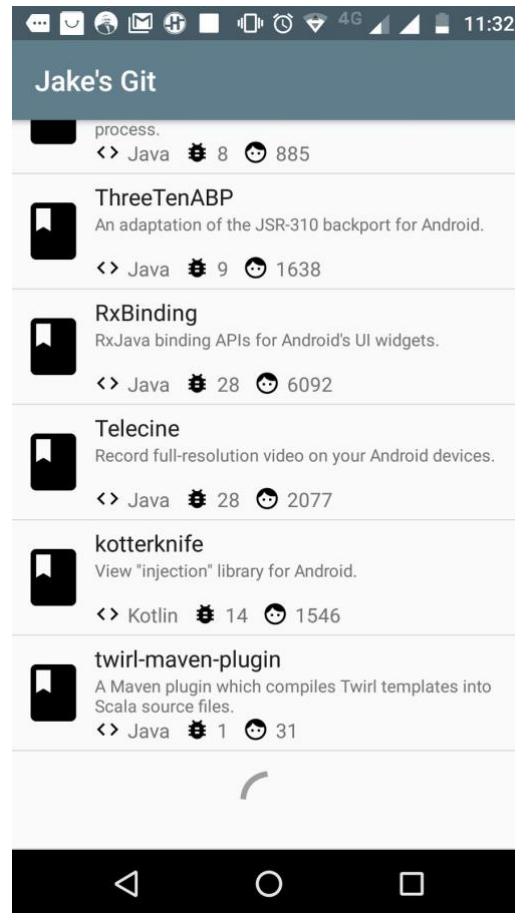 4G 11:32
Jake's Git
process.
<> Java 8 885
ThreeTenABP
An adaptation of the JSR-310 backport for Android.
<> Java 9 1638
RxBinding
RxJava binding APIs for Android's UI widgets.
<> Java 28 6092
Telecine
Record full-resolution video on your Android devices.
<> Java 28 2077
kotterknife
View "injection" library for Android.
<> Kotlin 14 1546
twirl-maven-plugin
A Maven plugin which compiles Twirl templates into
Scala source files.
<> Java 1 31